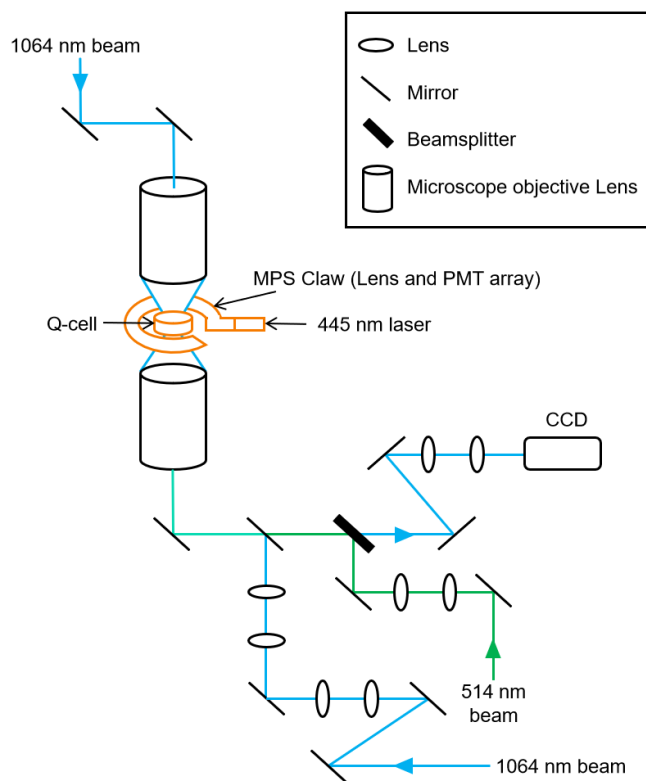 1064 nm beam
Lens
Mirror
Beamsplitter
Microscope objective Lens
MPS Claw (Lens and PMT array)
Q-cell
445 nm laser
CCD
514 nm
beam
1064 nm beam